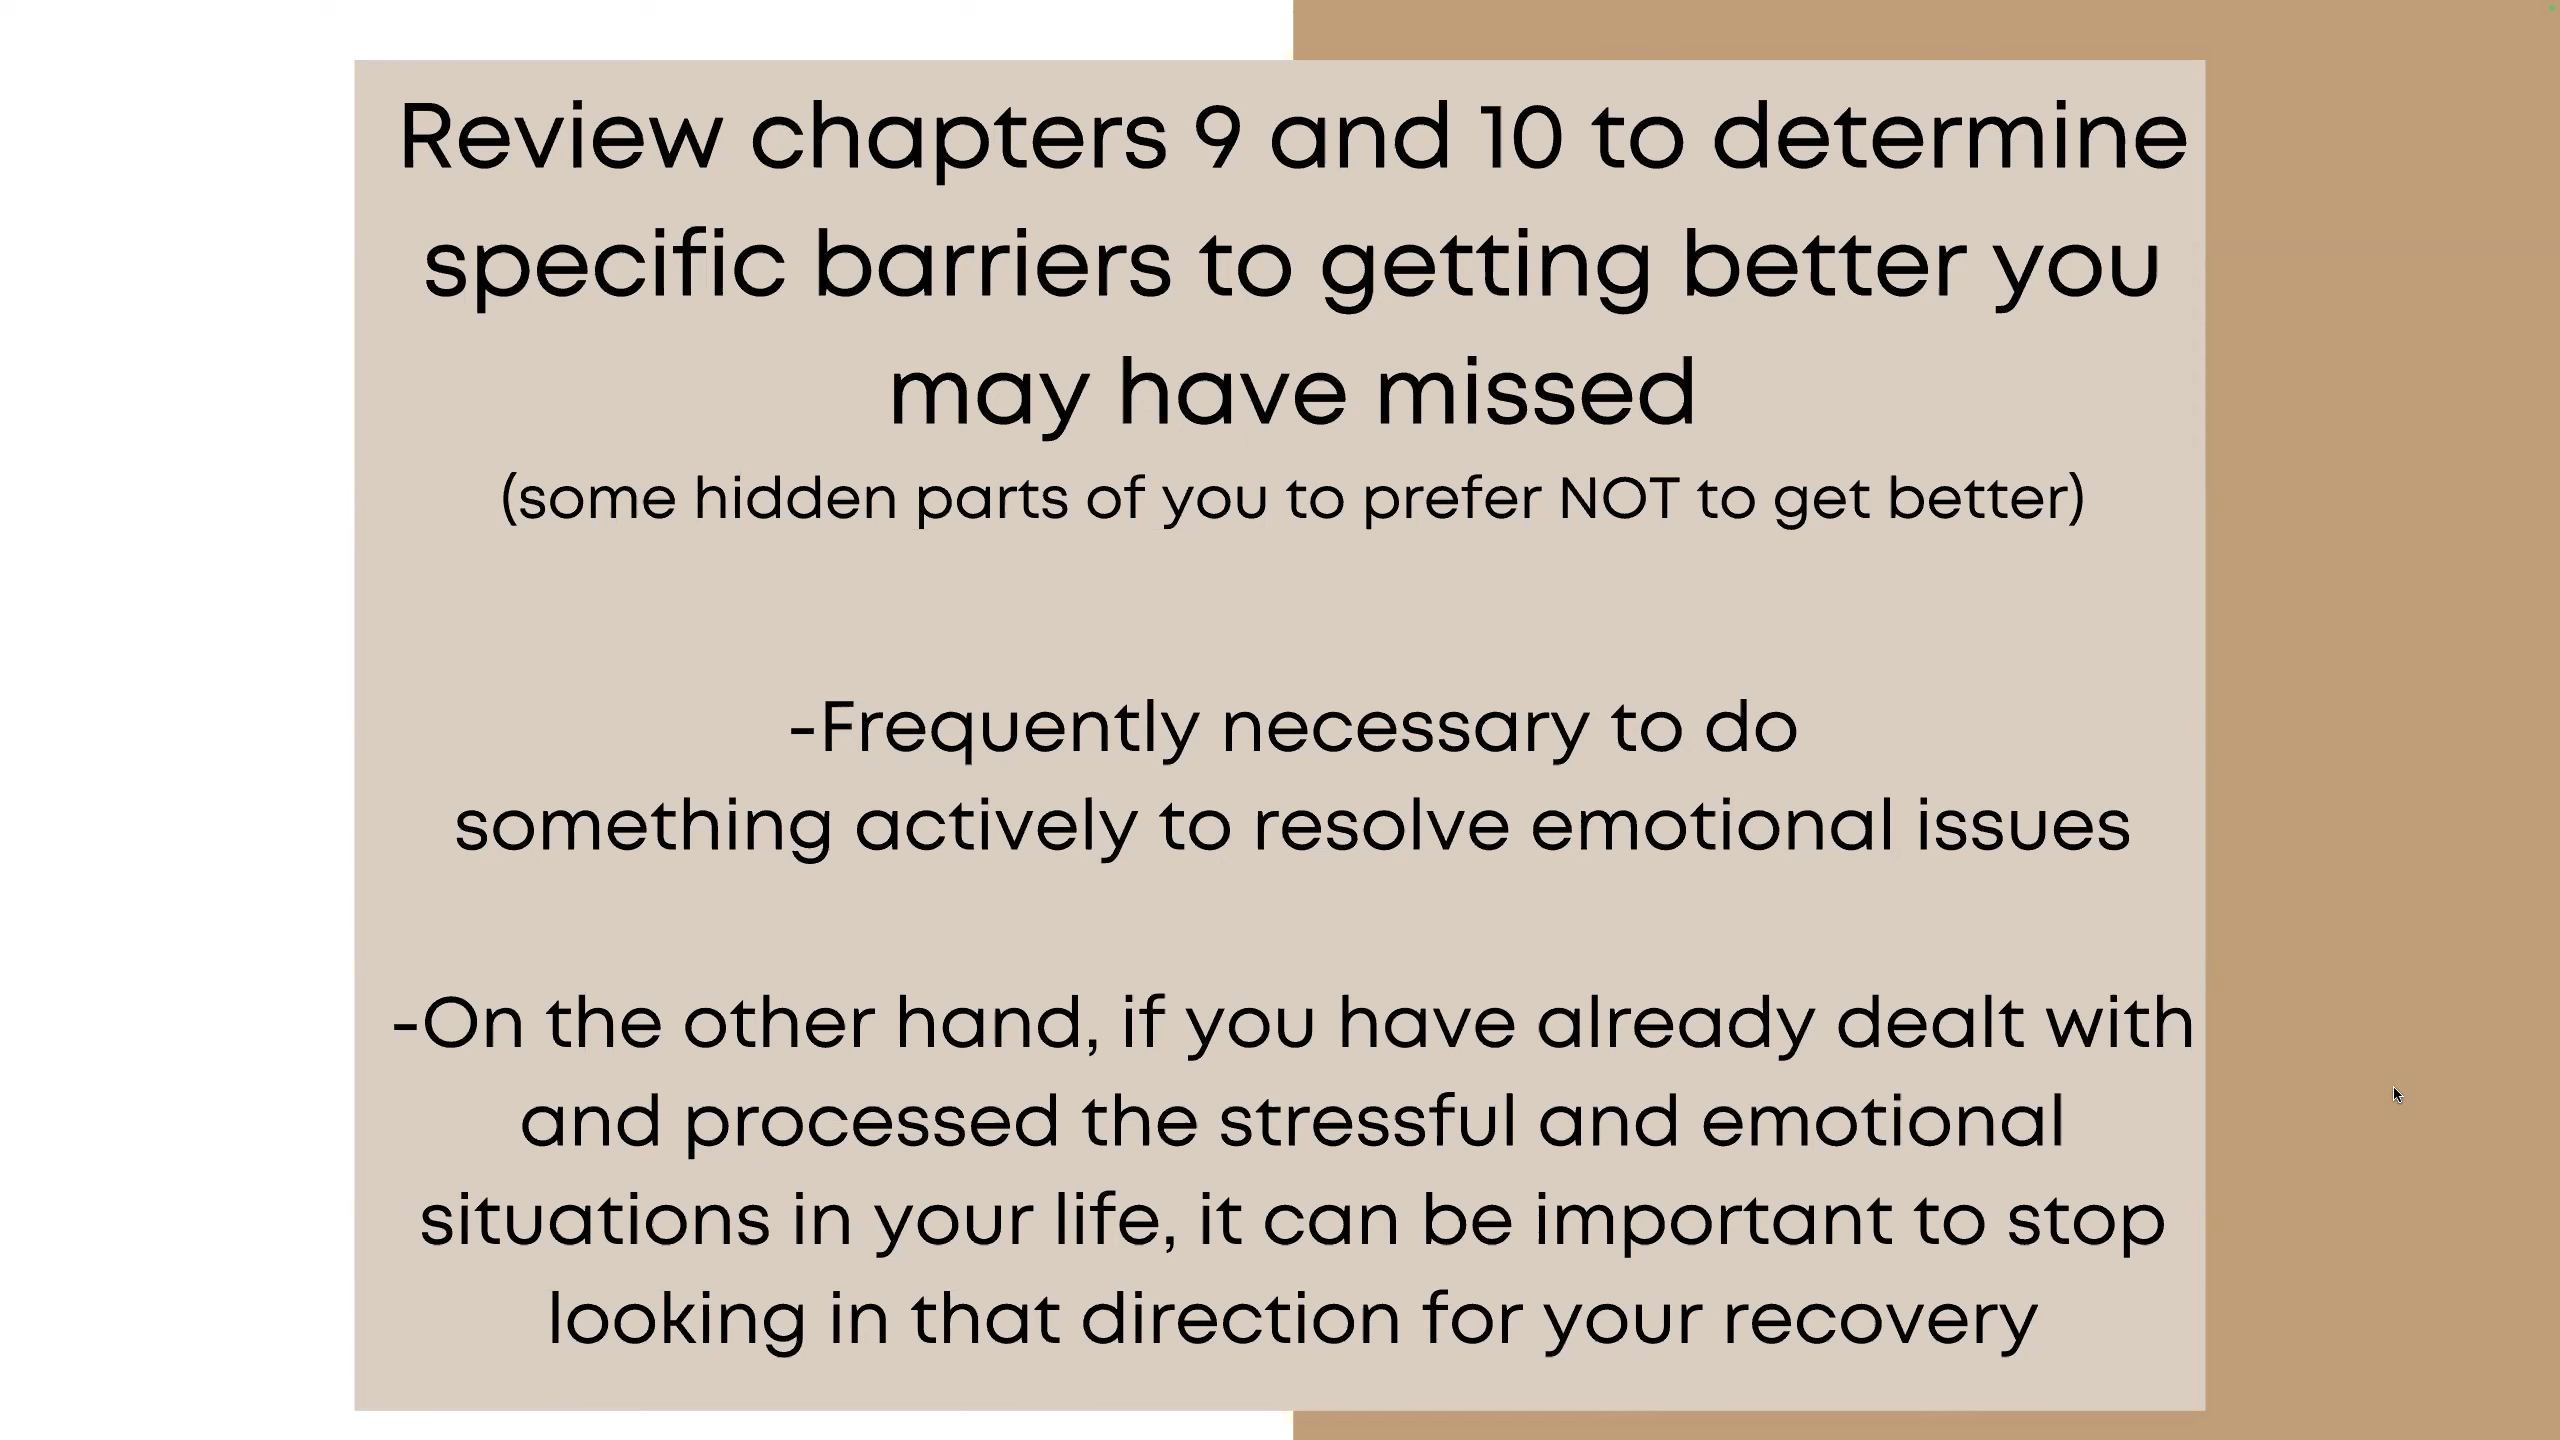 Review chapters 9 and 10 to determine
specific barriers to getting better you
may have missed
(some hidden parts of you to prefer NOT to get better)
-Frequently necessary to do
something actively to resolve emotional issues
-On the other hand, if you have already dealt with
and processed the stressful and emotional
situations in your life, it can be important to stop
looking in that direction for your recovery